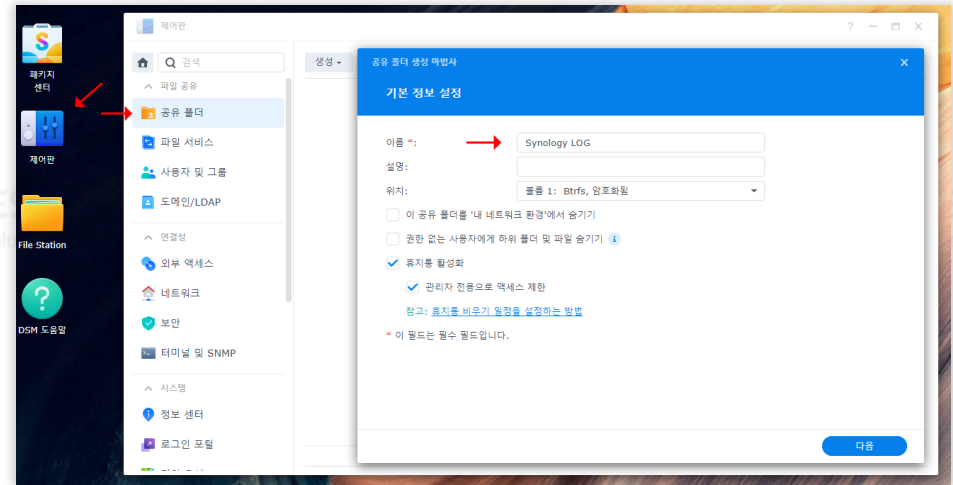 패키지
센터
제어판
File Station
DSM 도움말
제어판
검색
파일 공유
공유 폴더
파일 서비스
사용자 및 그룹
도메인/LDAP
연결성
외부 액세스
네트워크
보안
터미널 및 SNMP
시스템
정보 센터
로그인 포털
생성
공유 폴더 생성 마법사
기본 정보 설정
이름 *:
Synology LOG
설명:
위치:
볼륨 1: Btrfs, 암호화됨
이 공유 폴더를 '내 네트워크 환경'에서 숨기기
권한 없는 사용자에게 하위 폴더 및 파일 숨기기
휴지통 활성화
관리자 전용으로 액세스 제한
참고: 휴지통 비우기 일정을 설정하는 방법
* 이 필드는 필수 필드입니다.
다음